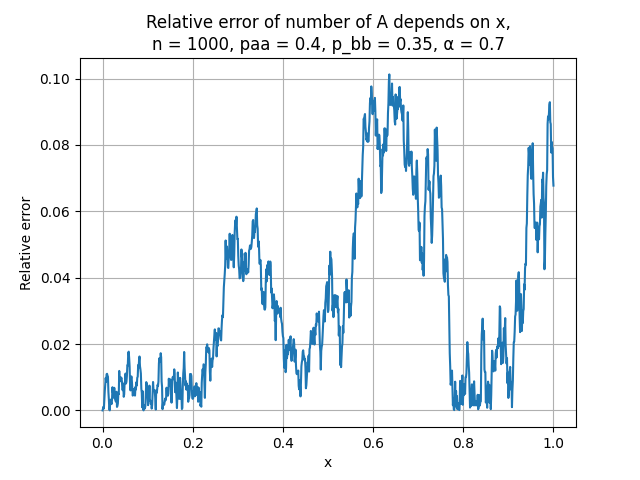 Relative error of number of A depends on x,
n = 1000, paa = 0.4, p_bb = 0.35, α = 0.7
0.10
0.08
0.06
0.04
0.02
0.00
Relative error
0.0 0.2 0.4 0.6 0.8 1.0
x